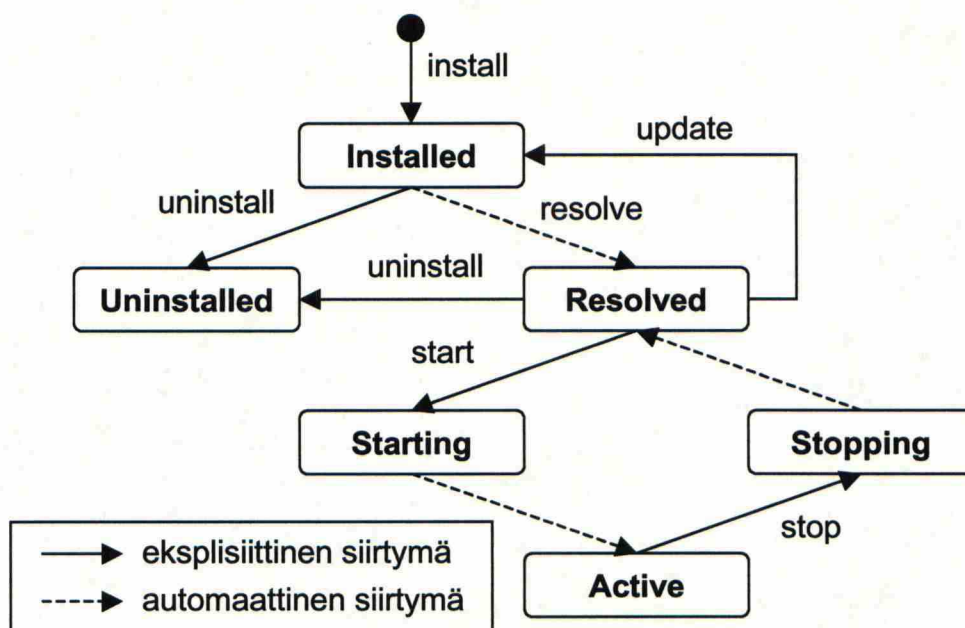 install
Installed
update
uninstall
resolve
Uninstalled
uninstall
Resolved
start
Starting
Stopping
stop
Active
eksplisiittinen siirtymä
automaattinen siirtymä